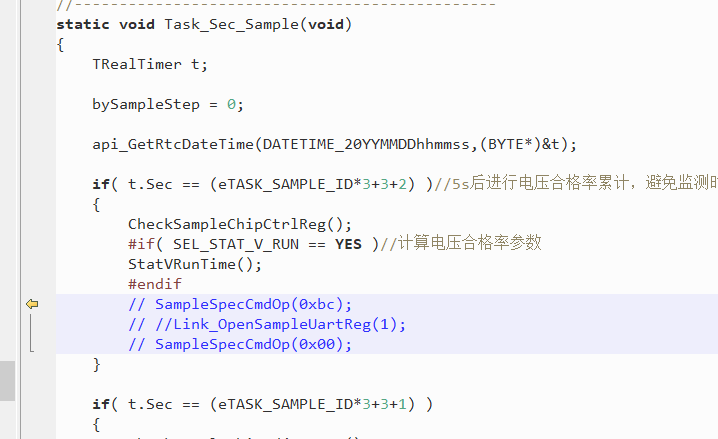 //-----------------------------------------------
static void Task_Sec_Sample(void)
{
TRealTimer t;
bySampleStep = 0;
api_GetRtcDateTime(DATETIME_20YYMMDDhhmmss,(BYTE*)&t);
if( t.Sec == (eTASK_SAMPLE_ID*3+3+2) )//5s后进行电压合格率累计，避免监测时
{
CheckSampleChipCtrlReg();
#if( SEL_STAT_V_RUN == YES )//计算电压合格率参数
StatVRunTime();
#endif
// SampleSpecCmdOp(0xbc);
// //Link_OpenSampleUartReg(1);
// SampleSpecCmdOp(0x00);
}
if( t.Sec == (eTASK_SAMPLE_ID*3+3+1) )
{